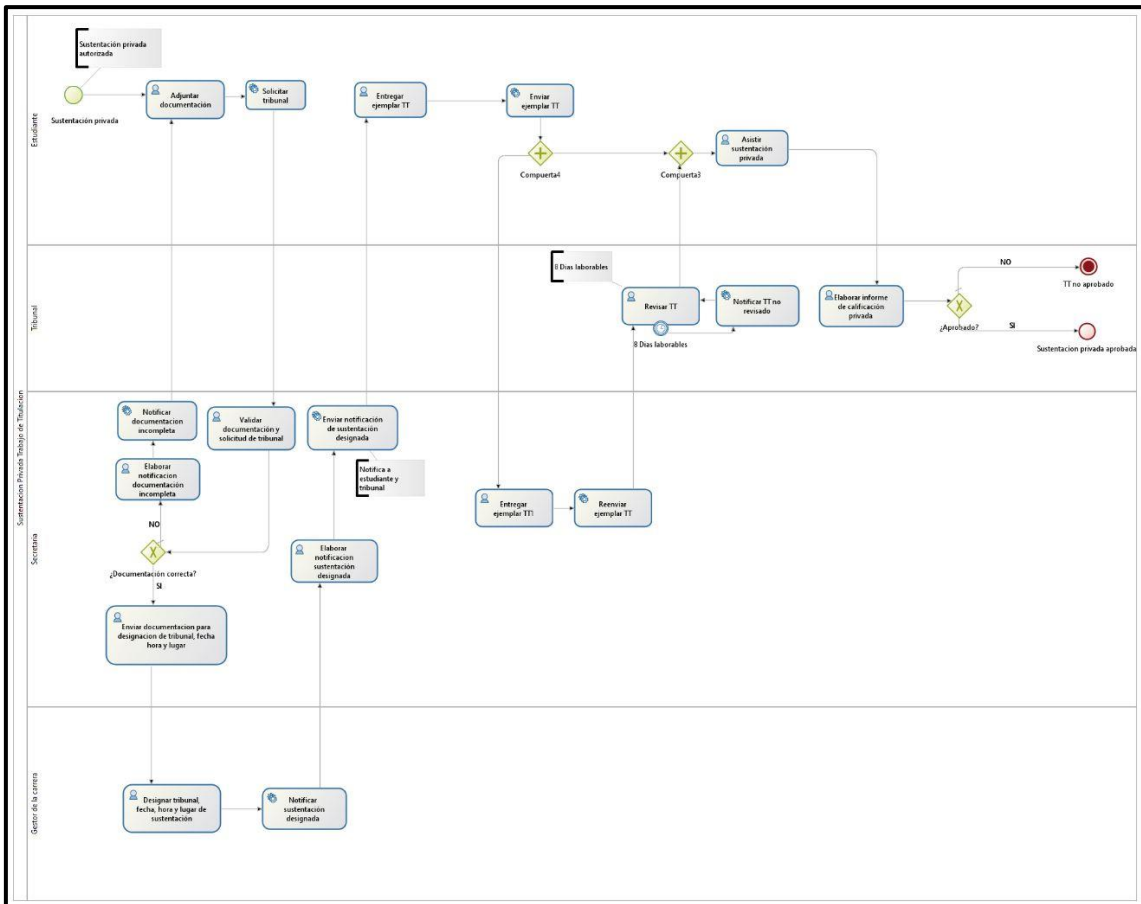 Sustentacion Privada Trabajo de Titulacion
Estudiante
Sustentación privada
autorizada
Sustentación privada
Adjuntar
documentación
Solicitar
tribunal
Entregar
ejemplar TT
Enviar
ejemplar TT
Compuerta4
Compuerta3
Asistir
sustentación
privada
Tribunal
8 Dias laborables
Revisar TT
8 Dias laborables
Notificar TT no
revisado
Elaborar informe
de calificación
privada
¿Aprobado?
NO
TT no aprobado
SI
Sustentacion privada aprobada
Secretaria
Notificar
documentacion
incompleta
Validar
documentación y
solicitud de tribunal
Enviar notificación
de sustentación
designada
Elaborar
notificacion
documentación
incompleta
Notifica a
estudiante y
tribunal
Entregar
ejemplar TT1
Reenviar
ejemplar TT
NO
¿Documentación correcta?
SI
Elaborar
notificacion
sustentación
designada
Enviar documentacion para
designacion de tribunal, fecha
hora y lugar
Gestor de la carrera
Designar tribunal,
fecha, hora y lugar de
sustentación
Notificar
sustentación
designada